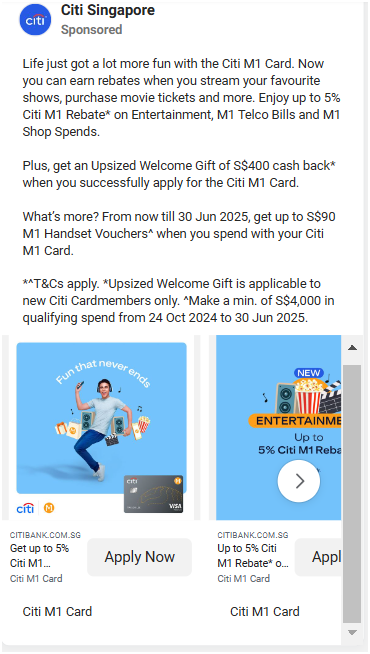 citi
Citi Singapore
Sponsored
Life just got a lot more fun with the Citi M1 Card. Now
you can earn rebates when you stream your favourite
shows, purchase movie tickets and more. Enjoy up to 5%
Citi M1 Rebate* on Entertainment, M1 Telco Bills and M1
Shop Spends.
Plus, get an Upsized Welcome Gift of S$400 cash back*
when you successfully apply for the Citi M1 Card.
What’s more? From now till 30 Jun 2025, get up to S$90
M1 Handset Vouchers^ when you spend with your Citi
M1 Card.
*^T&Cs apply. *Upsized Welcome Gift is applicable to
new Citi Cardmembers only. ^Make a min. of S$4,000 in
qualifying spend from 24 Oct 2024 to 30 Jun 2025.
Fun that never ends
citi
VISA
citi
NEW
ENTERTAINME
Up to
5% Citi M1 Reba
CITIBANK.COM.SG
Get up to 5%
Citi M1...
Citi M1 Card
Apply Now
CITIBANK.COM.SG
Up to 5% Citi
M1 Rebate* o...
Citi M1 Card
Appl
Citi M1 Card
Citi M1 Card